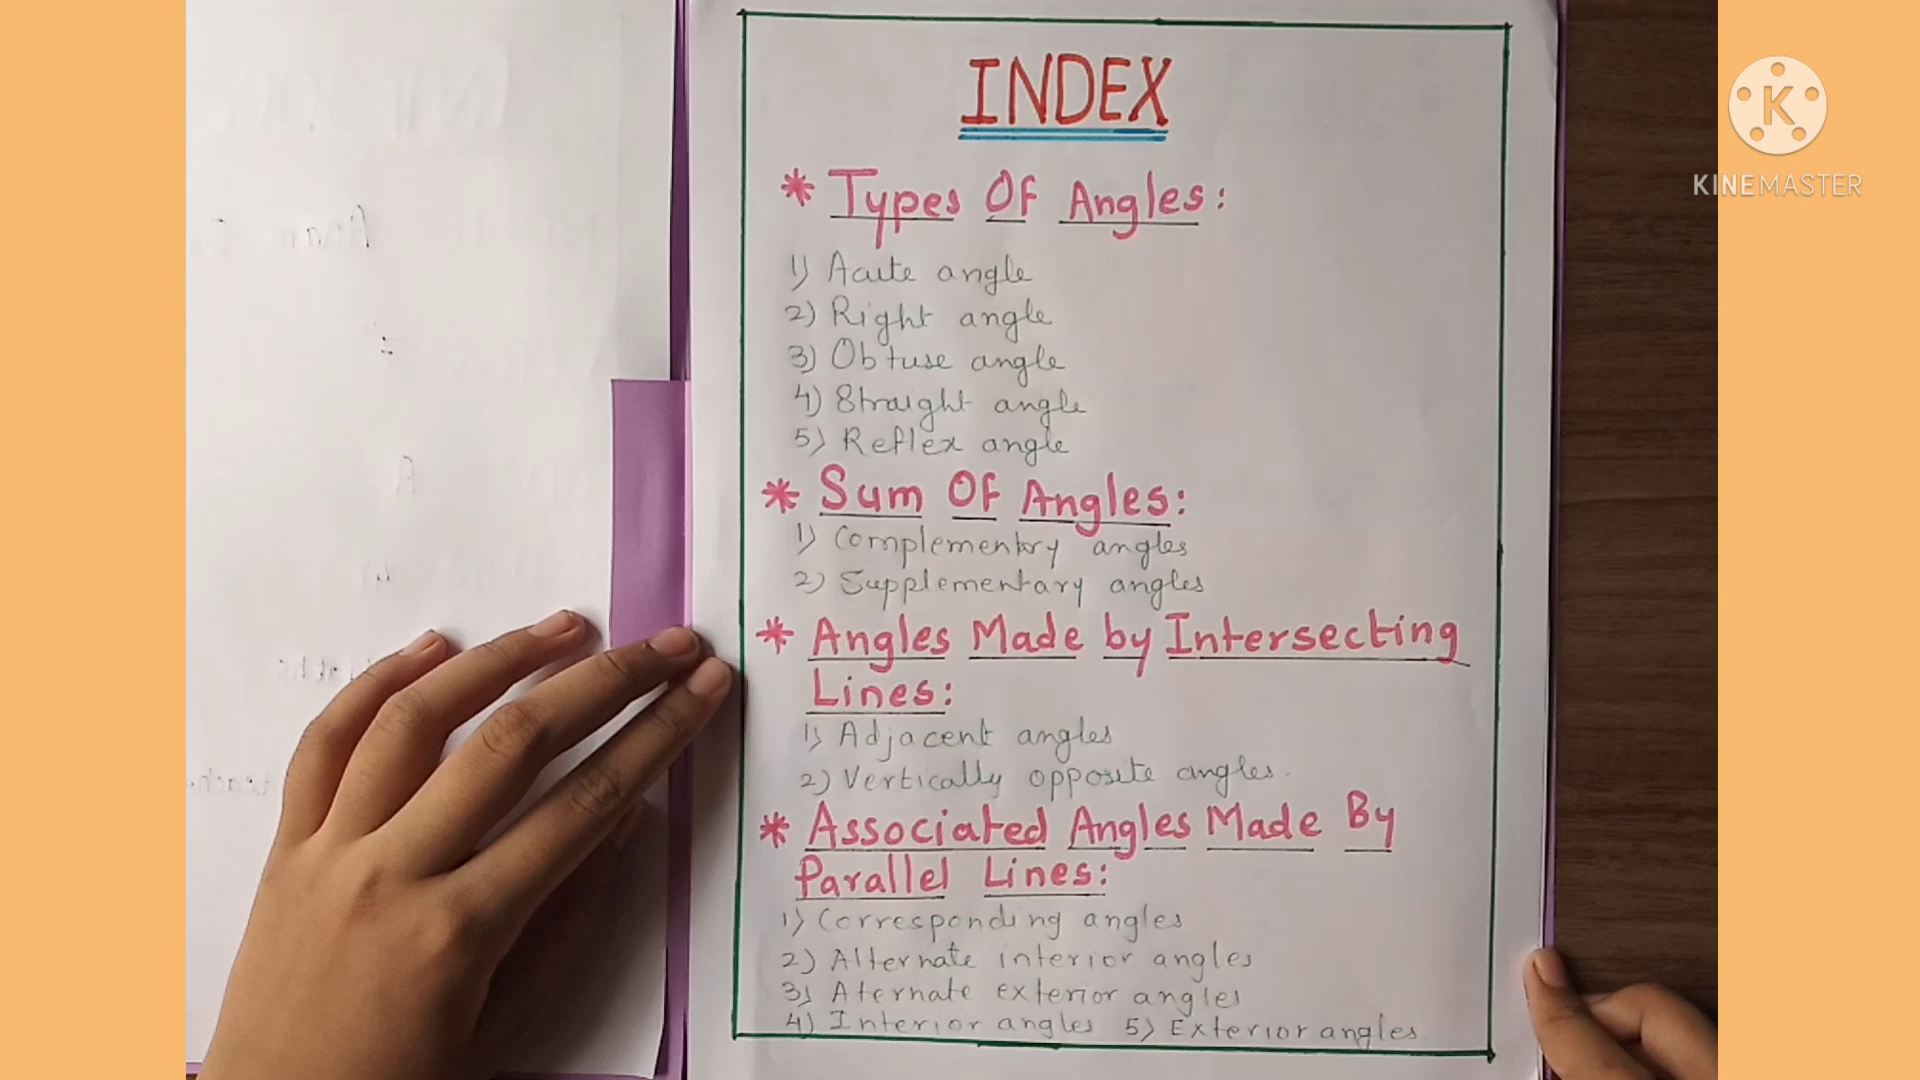 INDEX
* Types Of Angles:
1) Acute angle
2) Right angle
3) Obtuse angle
4) Straight angle
5) Reflex angle
* Sum Of Angles:
1) Complementry angles
2) Supplementary angles
* Angles Made by Intersecting
Lines:
1) Adjacent angles
2) Vertically opposite angles.
* Associated Angles Made By
Parallel Lines:
1) Corresponding angles
2) Alternate interior angles
3) Aternate exterior angles
4) Interior angles 5) Exterior angles
K
KINEMASTER